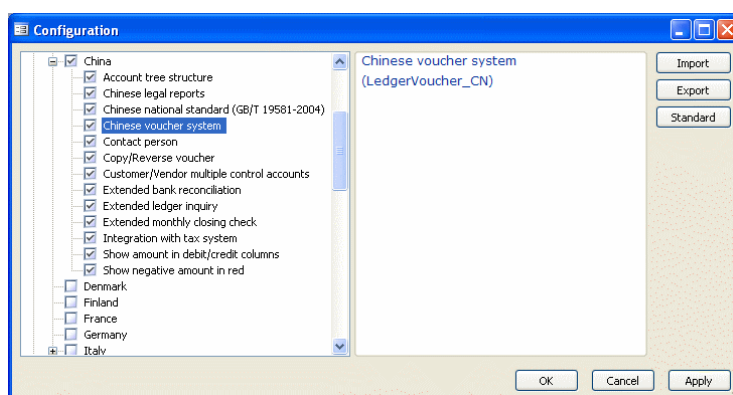 Configuration
China
Account tree structure
Chinese legal reports
Chinese national standard (GB/T 19581-2004)
Chinese voucher system
Contact person
Copy/Reverse voucher
Customer/Vendor multiple control accounts
Extended bank reconciliation
Extended ledger inquiry
Extended monthly closing check
Integration with tax system
Show amount in debit/credit columns
Show negative amount in red
Denmark
Finland
France
Germany
Italy
Chinese voucher system
(LedgerVoucher_CN)
Import
Export
Standard
OK
Cancel
Apply